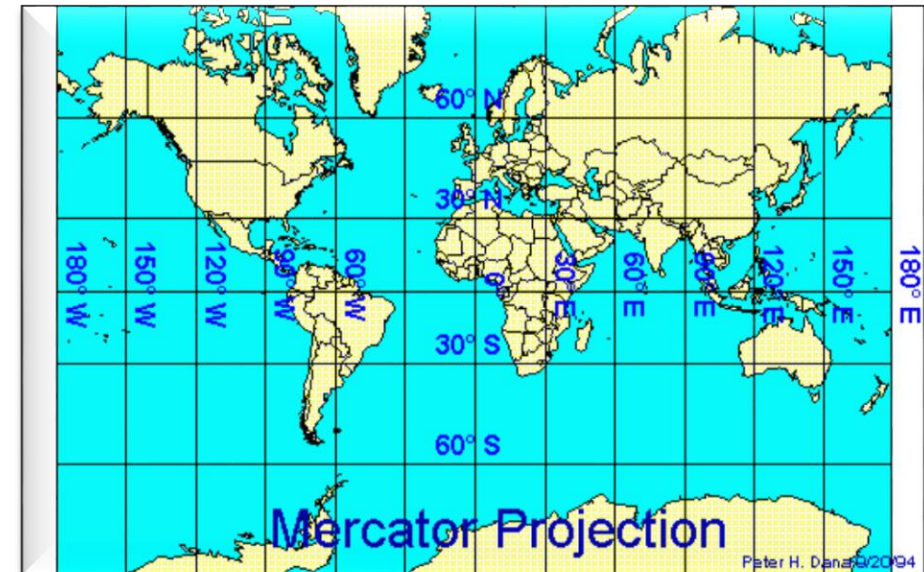 60° N
30° N
180° W
150° W
120° W
90° W
60° W
0°
30° E
60° E
90° E
120° E
150° E
180° E
30° S
60° S
Mercator Projection
Peter H. Dana 9/20/94